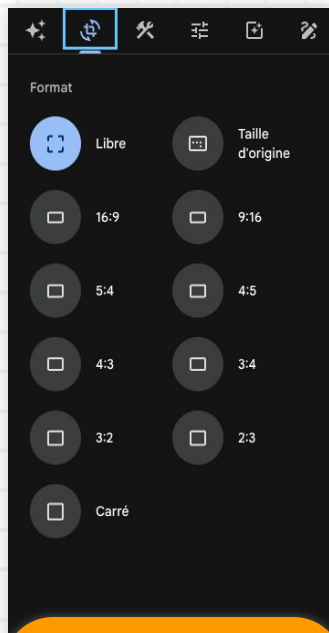 Format
Libre
Taille
d'origine
16:9
9:16
5:4
4:5
4:3
3:4
3:2
2:3
Carré